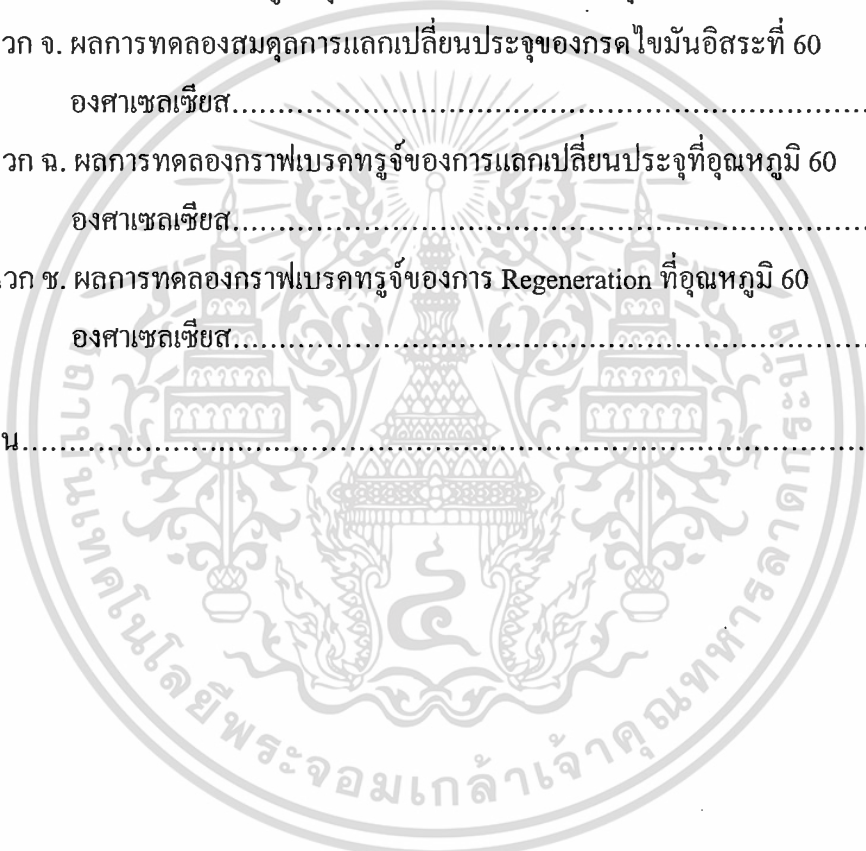 วก จ. ผลการทดลองสมดุลการแลกเปลี่ยนประจุของกรดไขมันอิสระที่ 60
องศาเซลเซียส
วก ฉ. ผลการทดลองกราฟเบรคทรูจ์ของการแลกเปลี่ยนประจุที่อุณหภูมิ 60
องศาเซลเซียส
วก ช. ผลการทดลองกราฟเบรคทรูจ์ของการ Regeneration ที่อุณหภูมิ 60
องศาเซลเซียส
น
เทคโนโลยีพระจอมเกล้าเจ้าคุณทหารลาดกระบัง